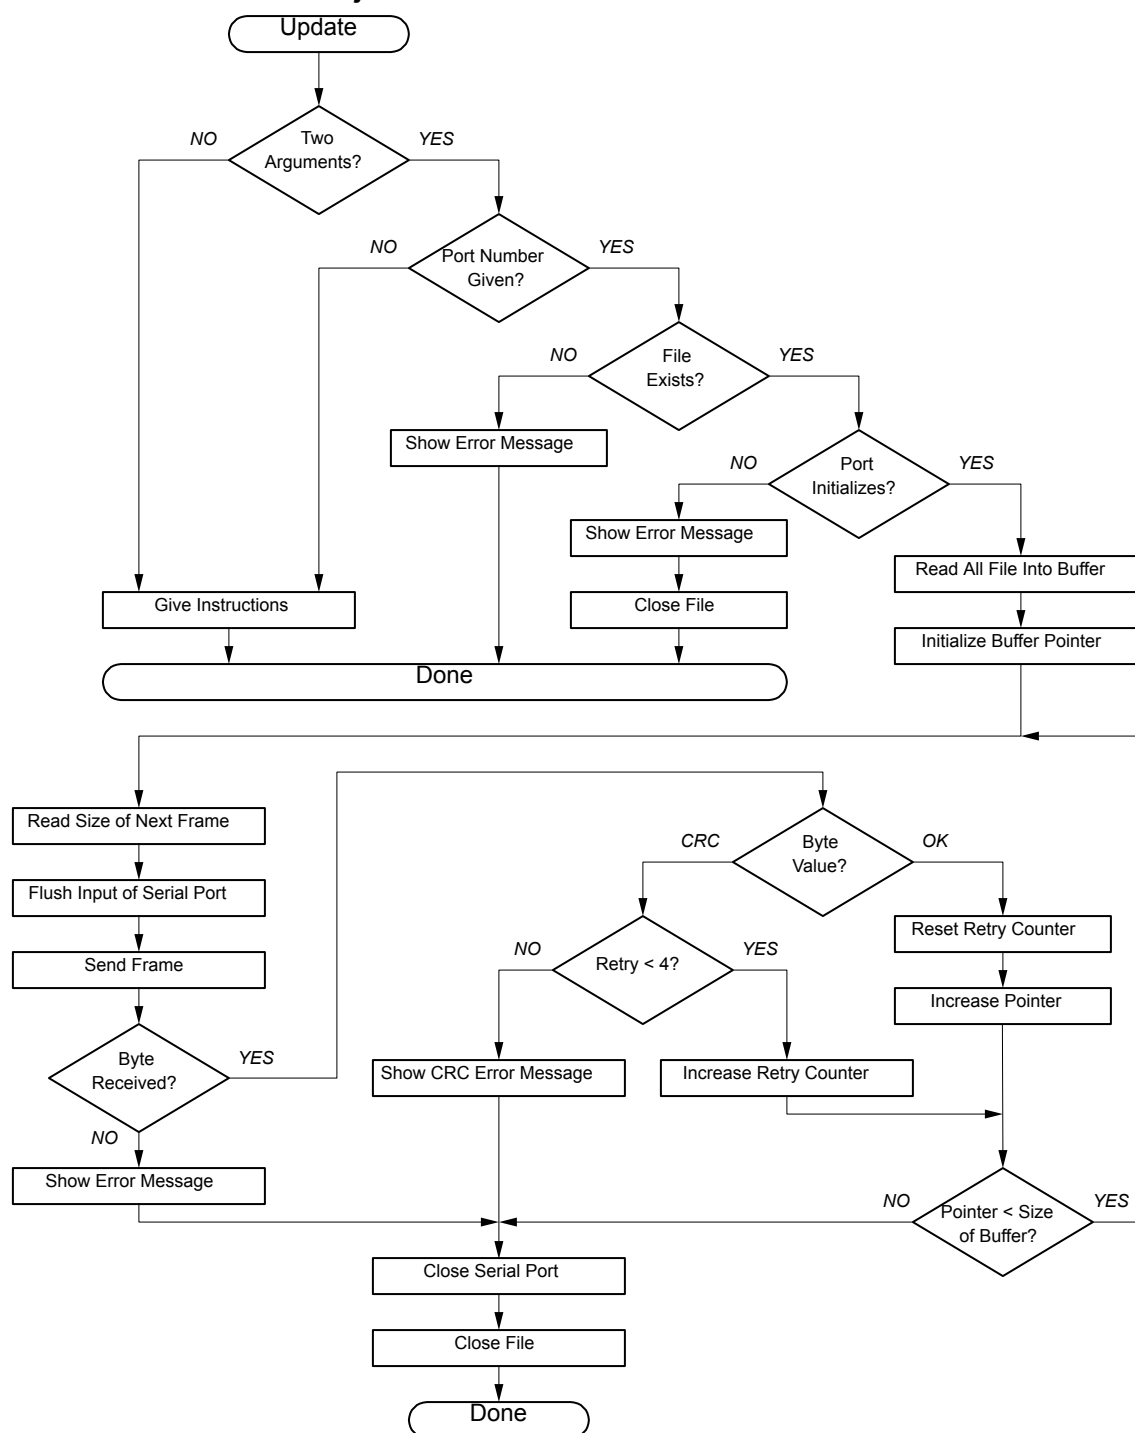 Update
NO
Two
Arguments?
YES
NO
Port Number
Given?
YES
NO
File
Exists?
YES
Show Error Message
NO
Port
Initializes?
YES
Show Error Message
Read All File Into Buffer
Give Instructions
Close File
Initialize Buffer Pointer
Done
Read Size of Next Frame
CRC
Byte
Value?
OK
Flush Input of Serial Port
Reset Retry Counter
NO
Retry < 4?
YES
Send Frame
Increase Pointer
Byte
Received?
YES
Show CRC Error Message
Increase Retry Counter
NO
Show Error Message
NO
Pointer < Size
of Buffer?
YES
Close Serial Port
Close File
Done